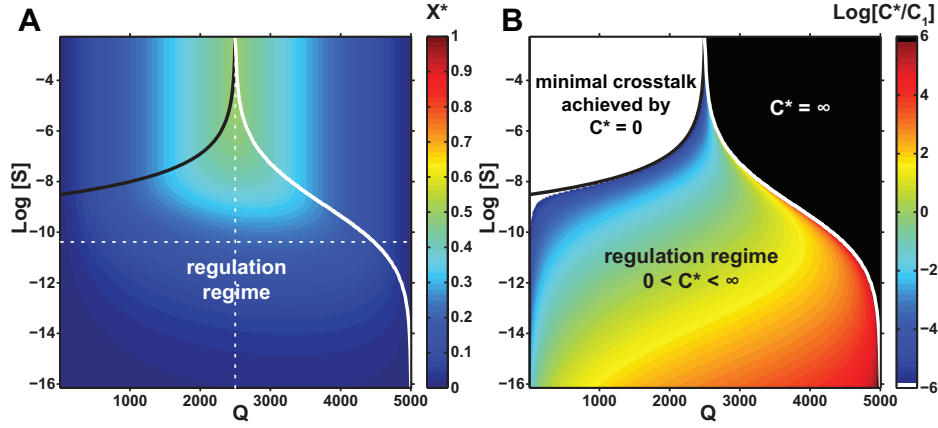 A
X*
B
Log[C*/C₁]
Log [S]
−4
−6
−8
−10
−12
−14
−16
1000
2000
3000
4000
5000
Q
regulation
regime
1
0.9
0.8
0.7
0.6
0.5
0.4
0.3
0.2
0.1
0
Log [S]
−4
−6
−8
−10
−12
−14
−16
1000
2000
3000
4000
5000
Q
minimal crosstalk
achieved by
C* = 0
C* = ∞
regulation regime
0 < C* < ∞
6
4
2
0
−2
−4
−6